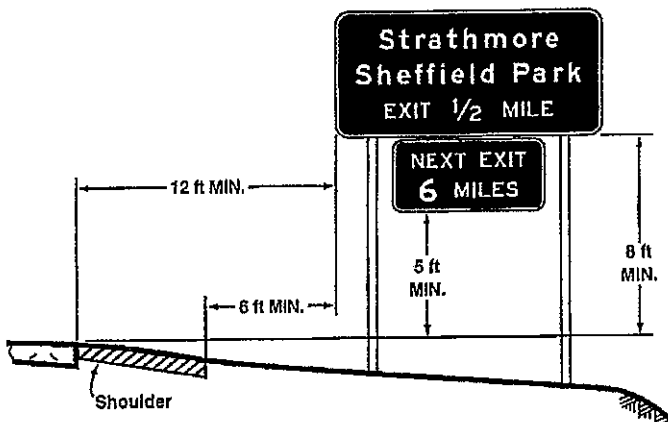 Strathmore
Sheffield Park
EXIT 1/2 MILE
NEXT EXIT
6 MILES
12 ft MIN.
6 ft MIN.
5 ft
MIN.
8 ft
MIN.
Shoulder